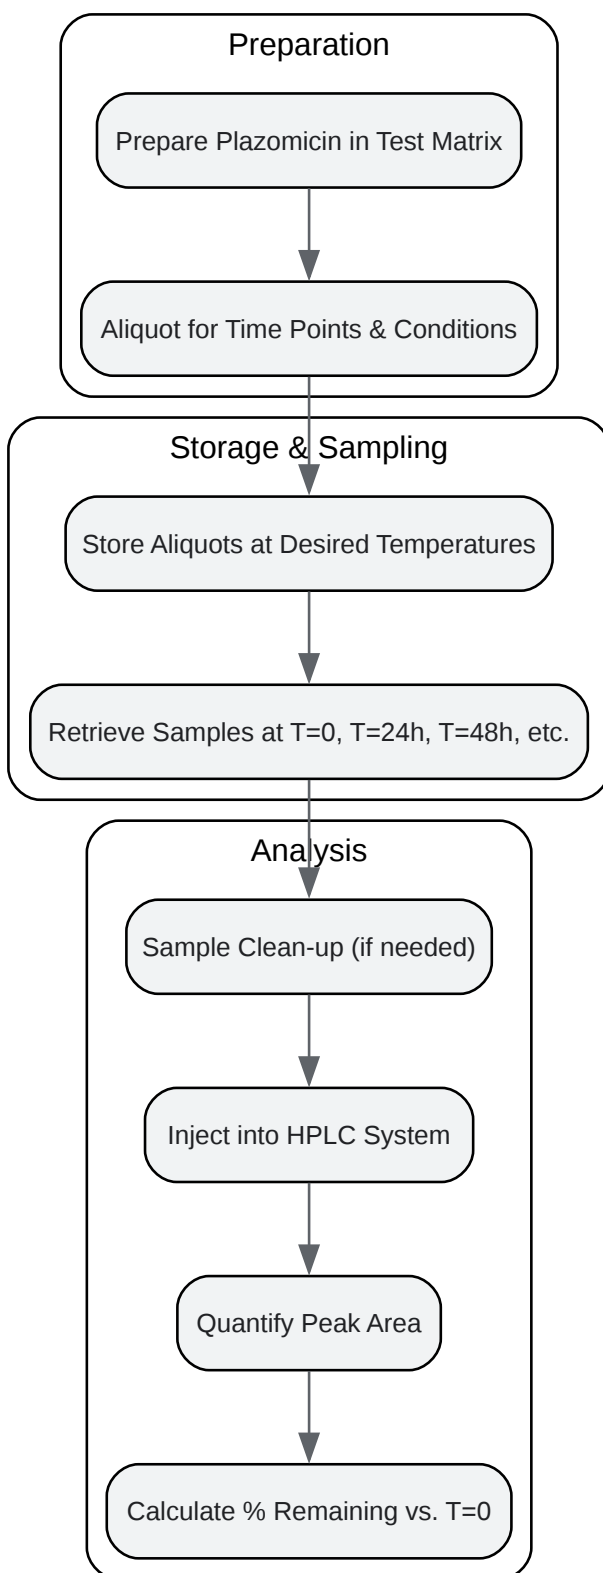 Preparation
Prepare Plazomicin in Test Matrix
Aliquot for Time Points & Conditions
Storage & Sampling
Store Aliquots at Desired Temperatures
Retrieve Samples at T=0, T=24h, T=48h, etc.
Analysis
Sample Clean-up (if needed)
Inject into HPLC System
Quantify Peak Area
Calculate % Remaining vs. T=0